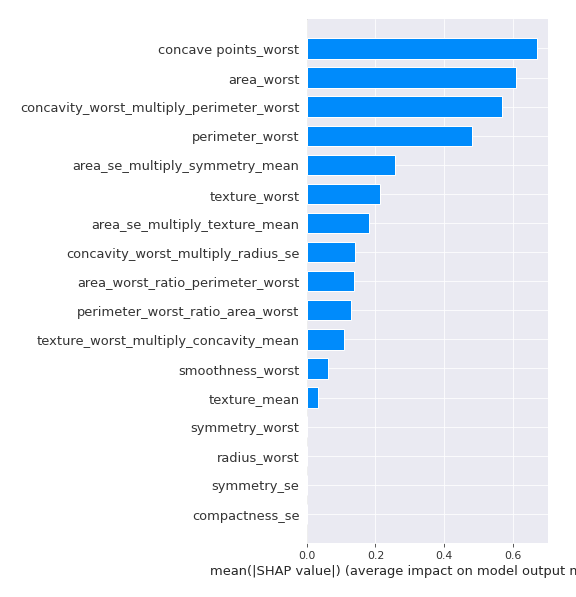 concave points_worst
area_worst
concavity_worst_multiply_perimeter_worst
perimeter_worst
area_se_multiply_symmetry_mean
texture_worst
area_se_multiply_texture_mean
concavity_worst_multiply_radius_se
area_worst_ratio_perimeter_worst
perimeter_worst_ratio_area_worst
texture_worst_multiply_concavity_mean
smoothness_worst
texture_mean
symmetry_worst
radius_worst
symmetry_se
compactness_se
0.0 0.2 0.4 0.6
mean(|SHAP value|) (average impact on model output